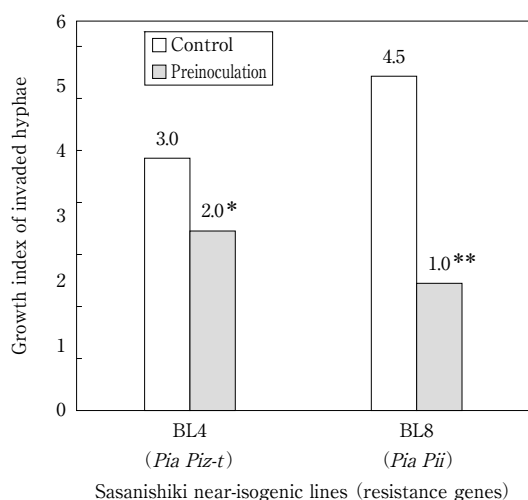 6
5
4
3
2
1
0
Growth index of invaded hyphae
Control
Preinoculation
3.0
2.0*
4.5
1.0**
BL4
(Pia Piz-t)
BL8
(Pia Pii)
Sasanishiki near-isogenic lines (resistance genes)